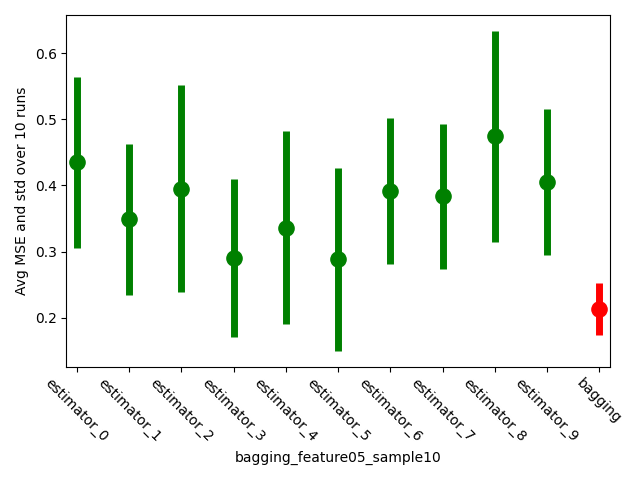 Avg MSE and std over 10 runs
0.6
0.5
0.4
0.3
0.2
estimator_0
estimator_1
estimator_2
estimator_3
estimator_4
estimator_5
estimator_6
estimator_7
estimator_8
estimator_9
bagging
bagging_feature05_sample10